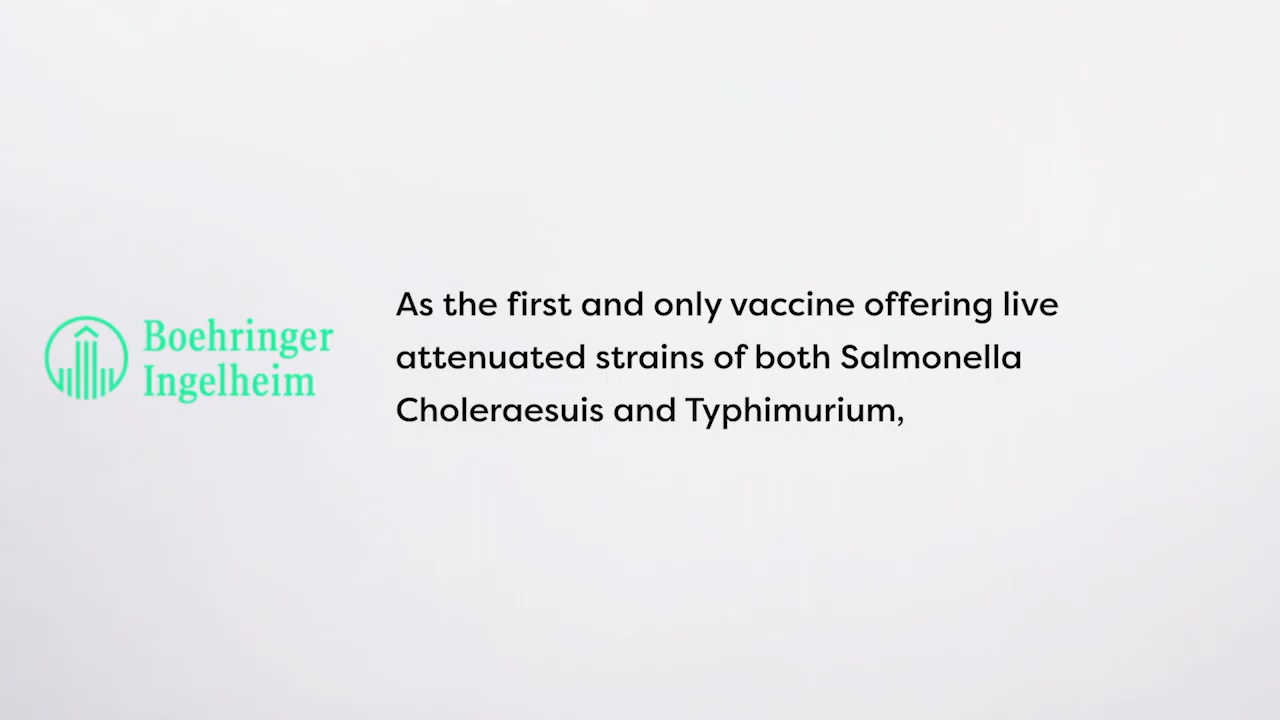 Boehringer
Ingelheim
As the first and only vaccine offering live
attenuated strains of both Salmonella
Choleraesuis and Typhimurium,